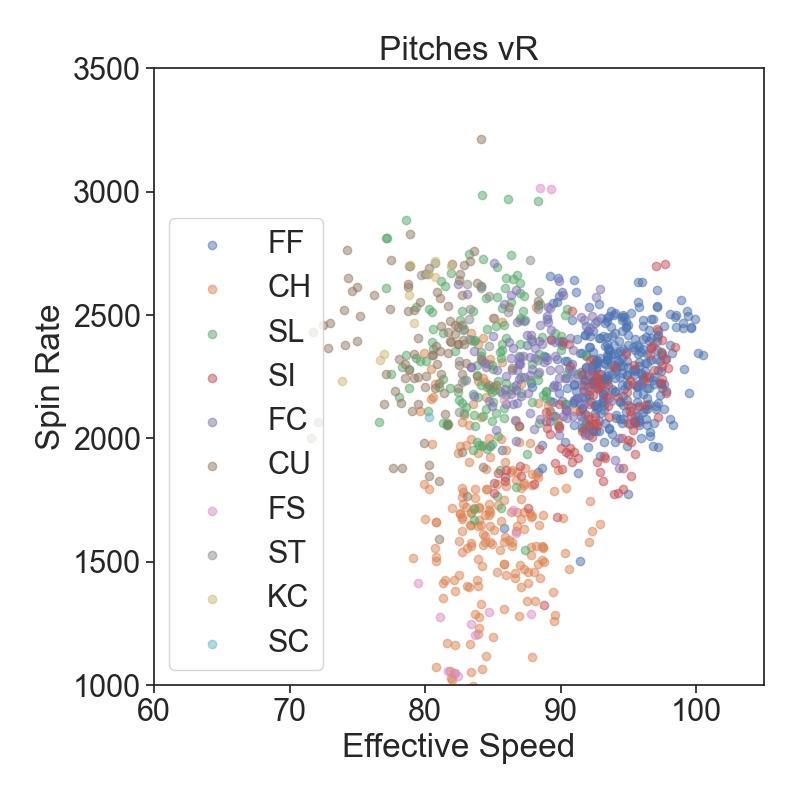 Pitches vR
3500
3000
2500
2000
1500
1000
Spin Rate
FF
CH
SL
SI
FC
CU
FS
ST
KC
SC
60
70
80
90
100
Effective Speed